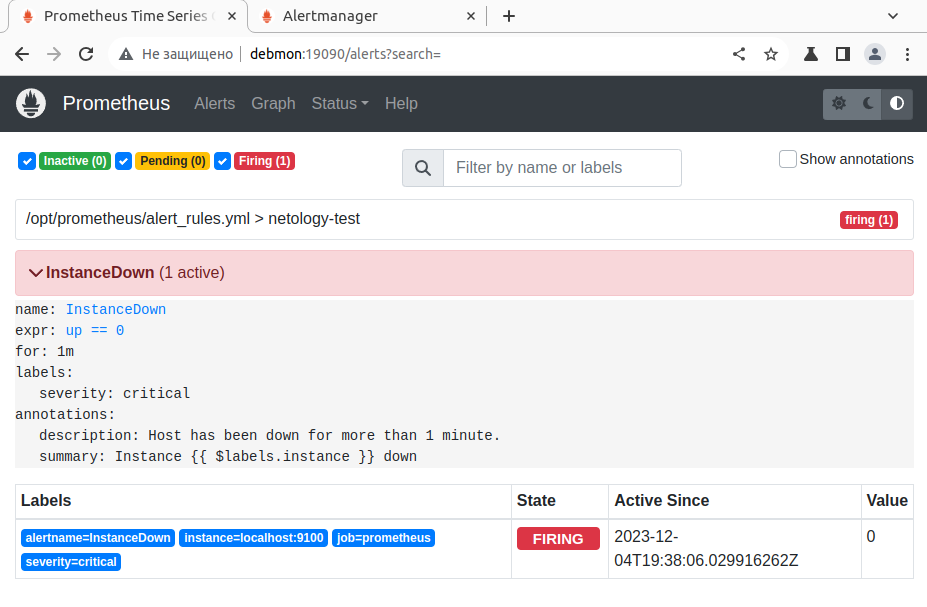 Prometheus Time Series
Alertmanager
Не защищено
debmon:19090/alerts?search=
Prometheus Alerts Graph Status Help
Inactive (0) Pending (0) Firing (1)
Filter by name or labels
Show annotations
/opt/prometheus/alert_rules.yml > netology-test
firing (1)
InstanceDown (1 active)
name: InstanceDown
expr: up == 0
for: 1m
labels:
severity: critical
annotations:
description: Host has been down for more than 1 minute.
summary: Instance {{ $labels.instance }} down
Labels State Active Since Value
alertname=InstanceDown instance=localhost:9100 job=prometheus
severity=critical
FIRING
2023-12-
04T19:38:06.029916262Z
0